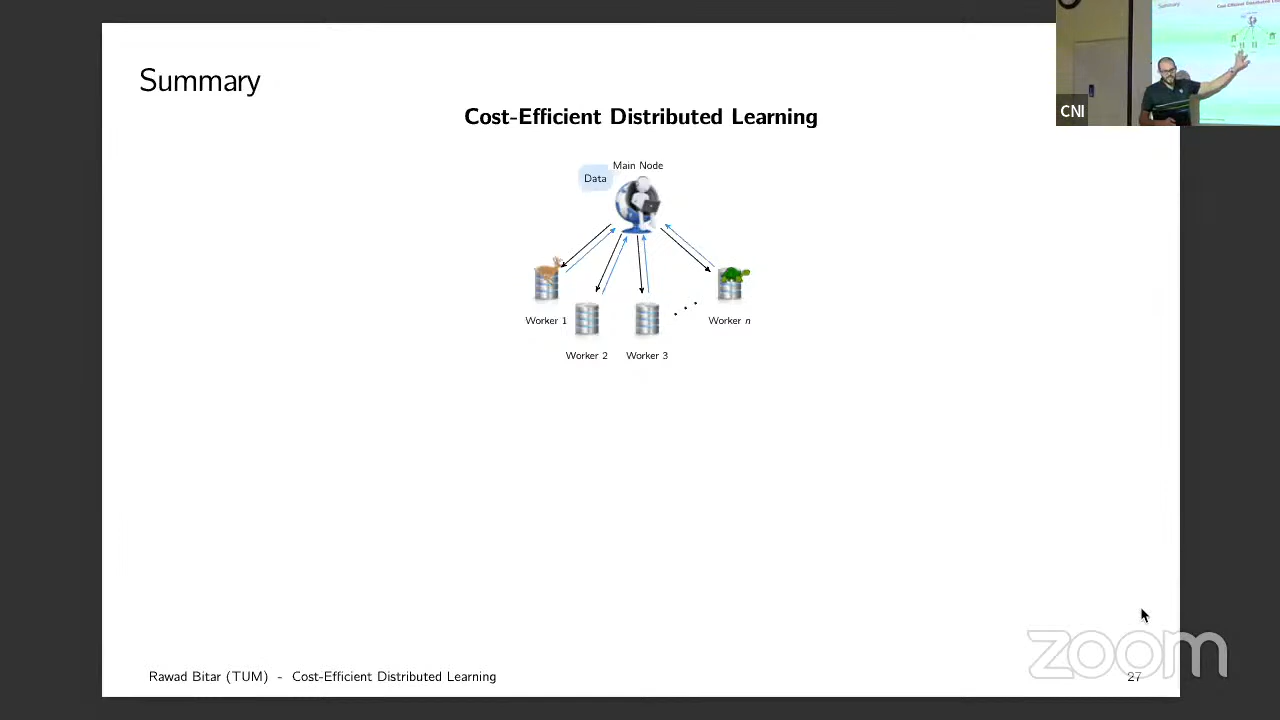 Summary
Cost-Efficient Distributed Learning
Main Node
Data
Worker 1
Worker n
Worker 2
Worker 3
Rawad Bitar (TUM) - Cost-Efficient Distributed Learning
27
CNI
zoom